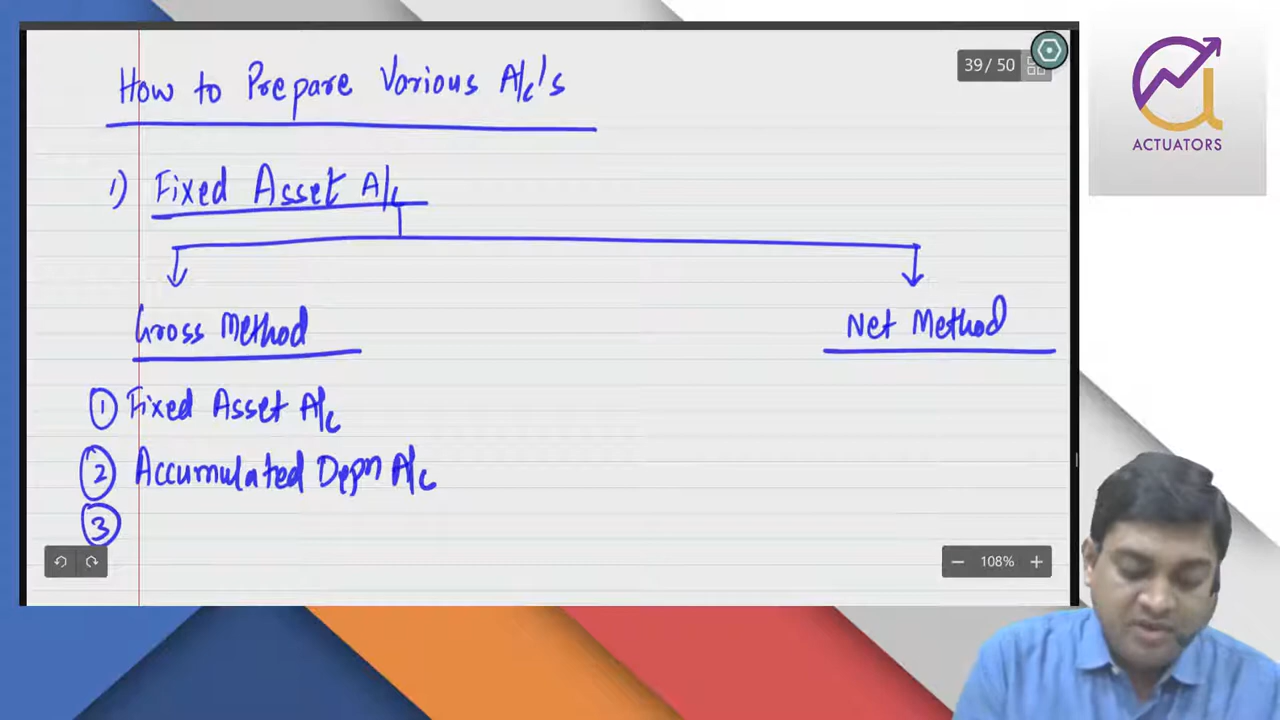 How to Prepare Various A/c's
39 / 50
ACTUATORS
1) Fixed Asset A/c
Gross Method
Net Method
1 Fixed Asset A/c
2 Accumulated Depn A/c
3
108%